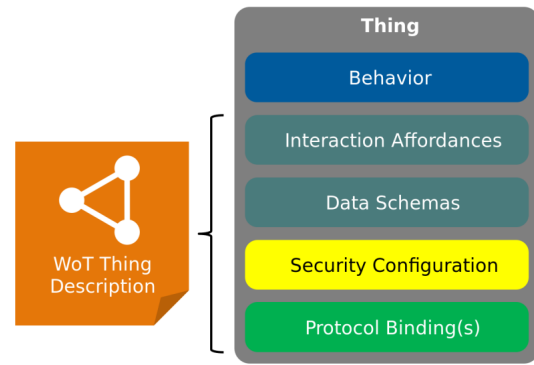 Thing
Behavior
Interaction Affordances
Data Schemas
Security Configuration
Protocol Binding(s)
WoT Thing
Description